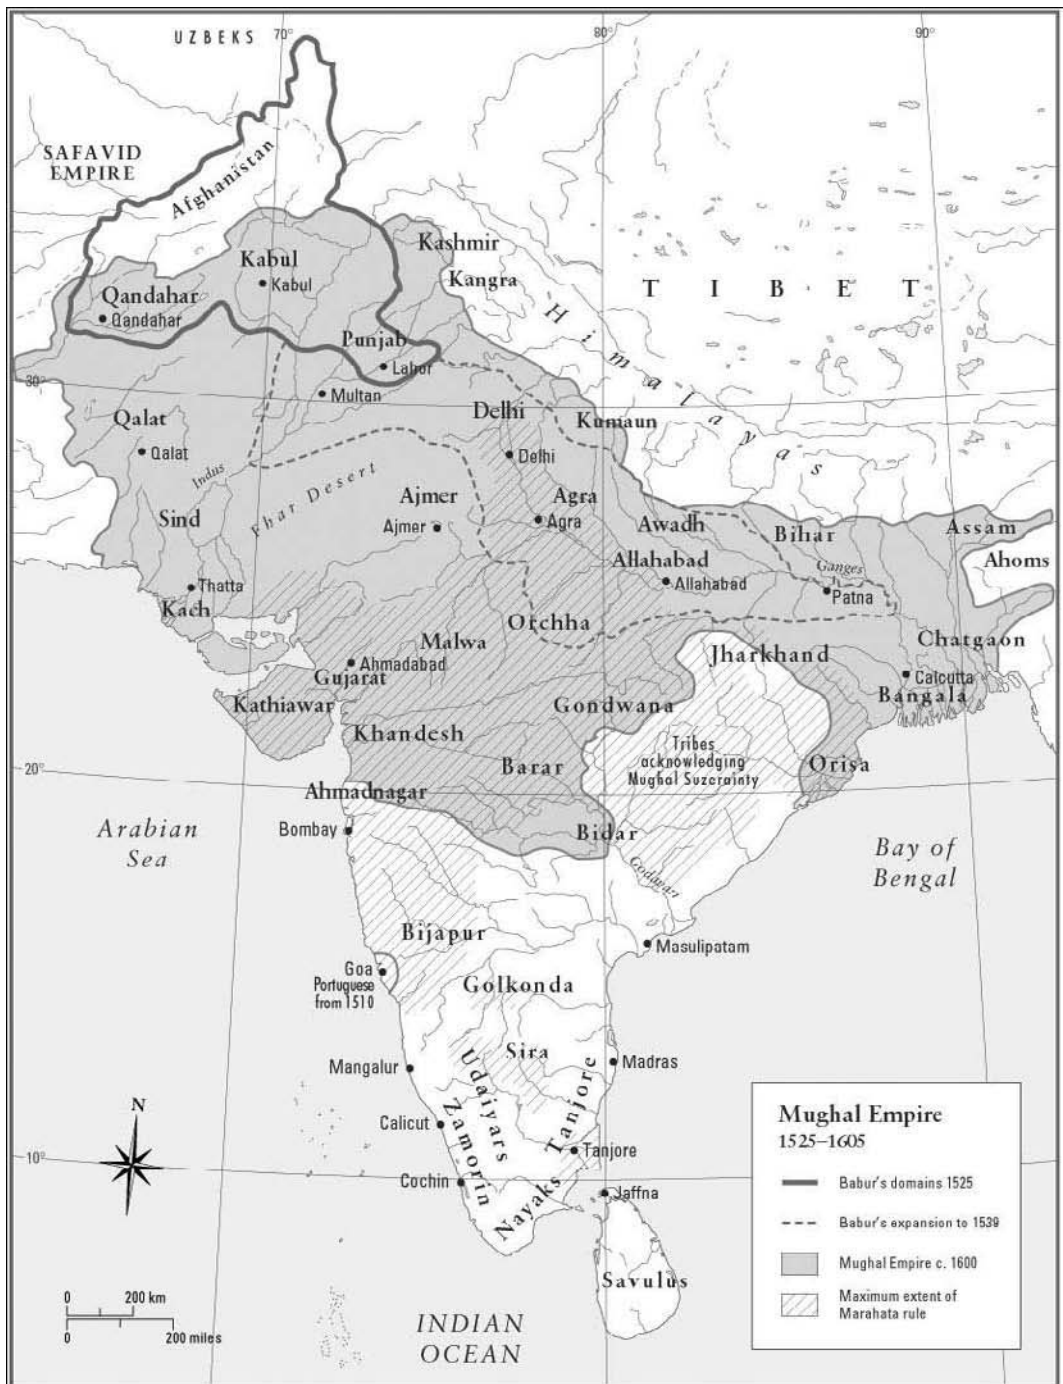 UZBEKS
70°
80°
90°
SAFAVID
EMPIRE
Afghanistan
Kashmir
Kangra
Kabul
Kabul
TIBET
Qandahar
Qandahar
Himalayas
Punjab
Lahor
30°
Multan
Delhi
Kumaun
Qalat
Qalat
Delhi
Indus
Fhar Desert
Ajmer
Ajmer
Agra
Agra
Sind
Awadh
Bihar
Assam
Ahoms
Allahabad
Allahabad
Ganges
Patna
Thatta
Kach
Orchha
Malwa
Chatgaon
Jharkhand
Ahmadabad
Gujarat
Calcutta
Bangala
Kathiawar
Gondwana
Khandesh
Tribes
acknowledging
Mughal Suzcrainty
Barar
Orisa
20°
Ahmadnagar
Bombay
Bidar
Arabian
Sea
Bay of
Bengal
Godavari
Bijapur
Masulipatam
Goa
Portuguese
from 1510
Golkonda
Sira
Mangalur
Udaiyars
Madras
Tanjore
Calicut
Zamorin
Tanjore
10°
Cochin
Nayaks
Jaffna
Savulus
N
0 200 km
0 200 miles
INDIAN
OCEAN
Mughal Empire
1525–1605
Babur's domains 1525
Babur's expansion to 1539
Mughal Empire c. 1600
Maximum extent of
Marahata rule